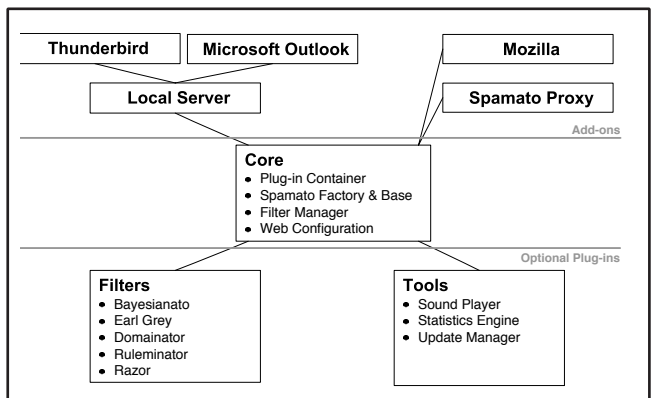 Thunderbird
Microsoft Outlook
Mozilla
Local Server
Spamato Proxy
Add-ons
Core
• Plug-in Container
• Spamato Factory & Base
• Filter Manager
• Web Configuration
Optional Plug-ins
Filters
• Bayesianato
• Earl Grey
• Domainator
• Ruleminator
• Razor
Tools
• Sound Player
• Statistics Engine
• Update Manager